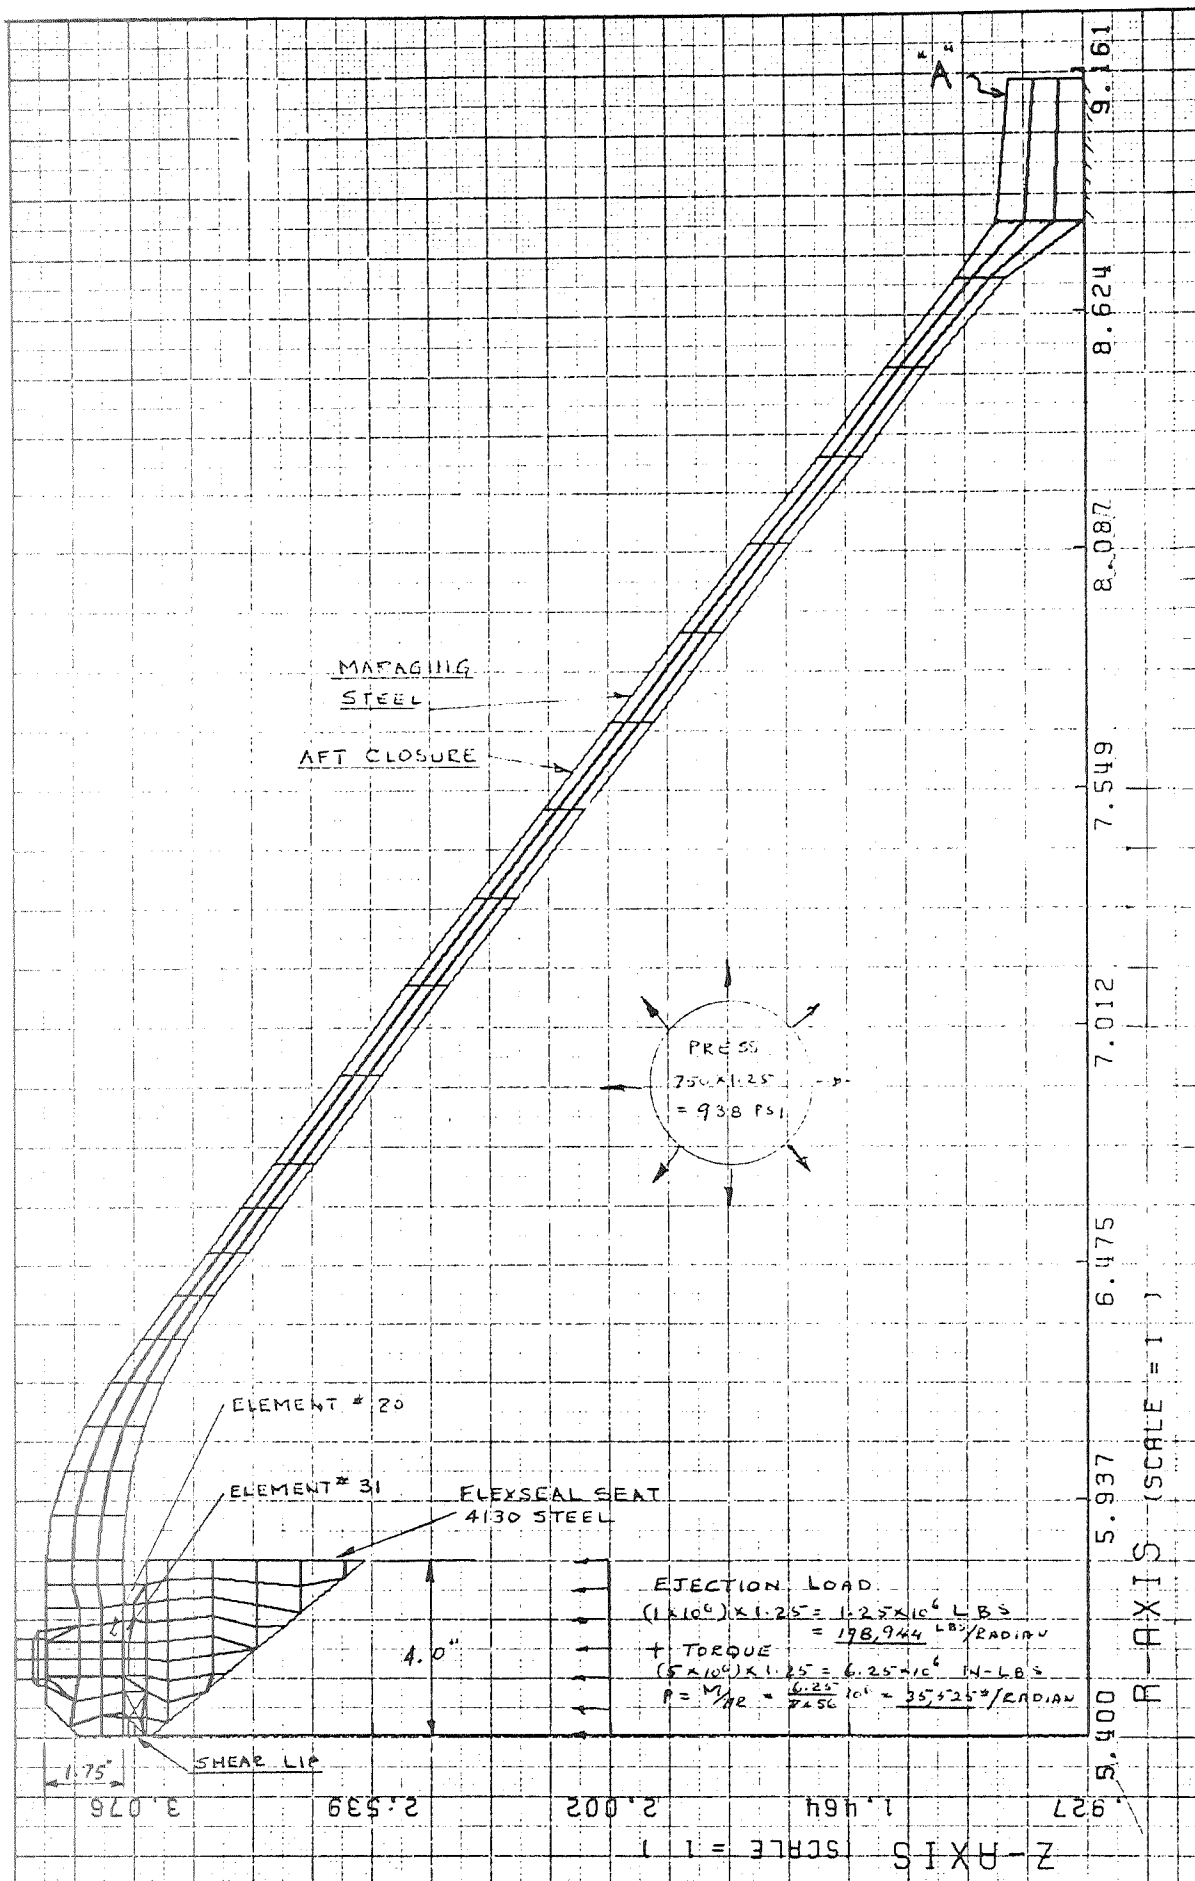 "A"
9.161
8.624
8.087
7.549
7.012
6.475
5.937
5.400
R-AXIS (SCALE = 1 )
MARAGING
STEEL
AFT CLOSURE
PRESS
750 x 1.25
= 938 PSI
ELEMENT # 20
ELEMENT # 31
FLEXSEAL SEAT
4130 STEEL
4.0"
EJECTION LOAD
(1x10⁶) x 1.25 = 1.25x10⁶ LBS
= 198,944 LBS/RADIAN
+ TORQUE
(5x10⁶) x 1.25 = 6.25x10⁶ IN-LBS
= 35,525#/RADIAN
SHEAR LIP
1.75"
3.076
2.539
2.002
1.464
.927
Z-AXIS (SCALE = 1 )